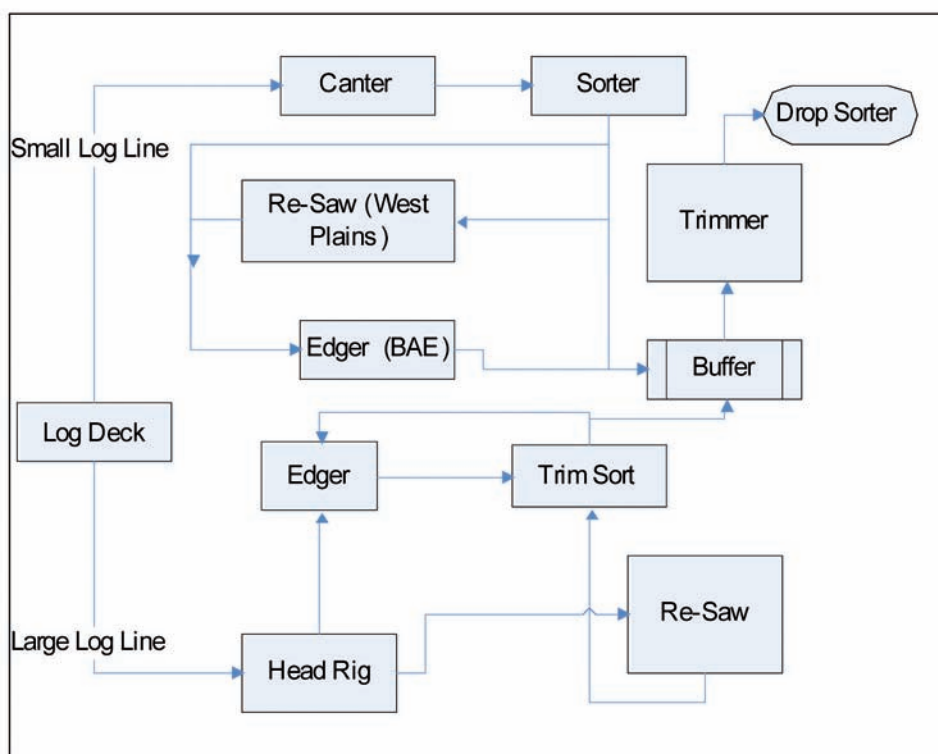 Canter
Sorter
Drop Sorter
Small Log Line
Re-Saw (West
Plains)
Trimmer
Edger (BAE)
Buffer
Log Deck
Edger
Trim Sort
Re-Saw
Large Log Line
Head Rig